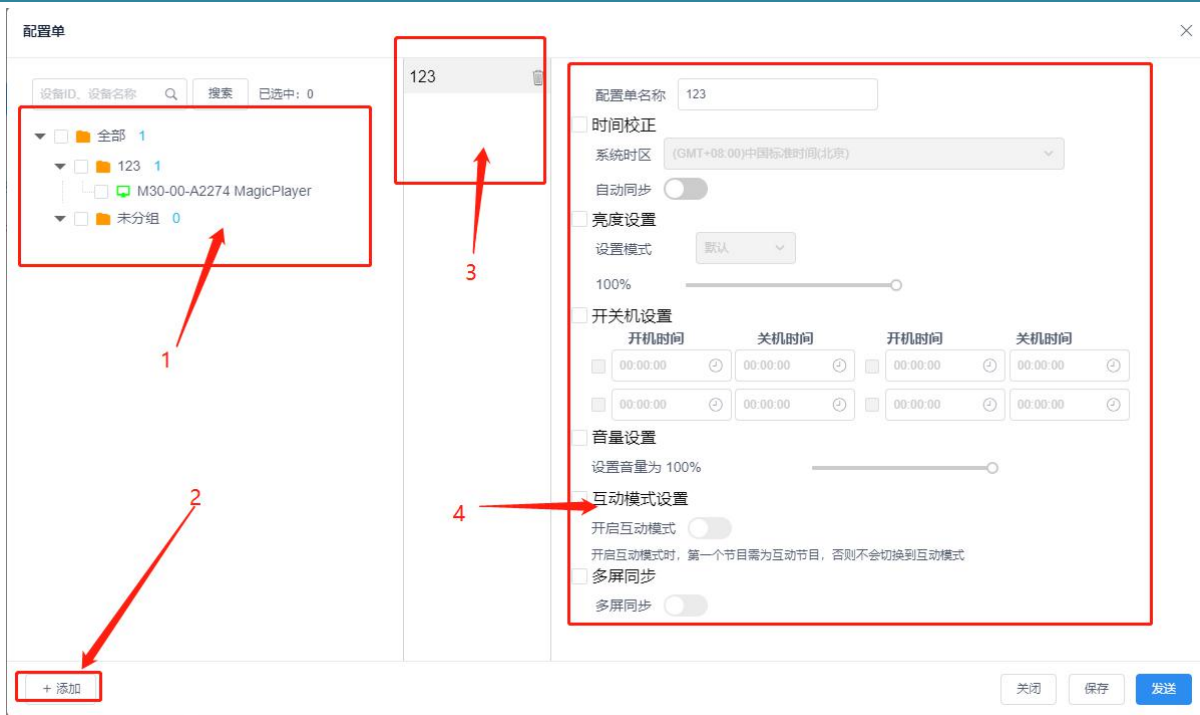 配置单
设备ID、设备名称 搜索 已选中：0
全部 1
123 1
M30-00-A2274 MagicPlayer
未分组 0
1
2
+ 添加
123
3
4
配置单名称 123
时间校正
系统时区 (GMT+08:00)中国标准时间(北京)
自动同步
亮度设置
设置模式 默认
100%
开关机设置
开机时间 关机时间 开机时间 关机时间
00:00:00 00:00:00 00:00:00 00:00:00
00:00:00 00:00:00 00:00:00 00:00:00
音量设置
设置音量为 100%
互动模式设置
开启互动模式
开启互动模式时，第一个节目需为互动节目，否则不会切换到互动模式
多屏同步
多屏同步
关闭 保存 发送